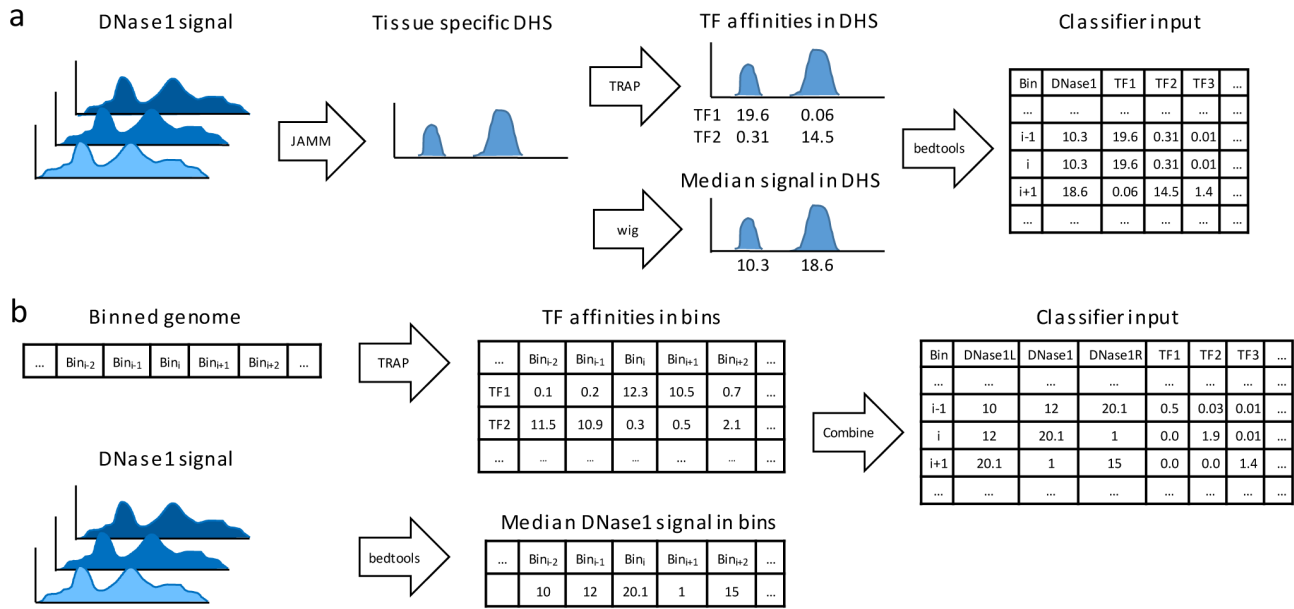 a
DNase1 signal
Tissue specific DHS
TF affinities in DHS
Classifier input
JAMM
TRAP
TF1 19.6 0.06
TF2 0.31 14.5
wig
Median signal in DHS
10.3 18.6
bedtools
Bin DNase1 TF1 TF2 TF3 ...
... ... ... ... ...
i-1 10.3 19.6 0.31 0.01
i 10.3 19.6 0.31 0.01 ...
i+1 18.6 0.06 14.5 1.4 ...
... ... ... ... ...
b
Binned genome
... Bini-2 Bini-1 Bini Bini+1 Bini+2 ...
TRAP
DNase1 signal
bedtools
TF affinities in bins
... Bini-2 Bini-1 Bini Bini+1 Bini+2 ...
TF1 0.1 0.2 12.3 10.5 0.7 ...
TF2 11.5 10.9 0.3 0.5 2.1 ...
... ... ... ... ... ... ...
Median DNase1 signal in bins
... Bini-2 Bini-1 Bini Bini+1 Bini+2 ...
10 12 20.1 1 15 ...
Combine
Classifier input
Bin DNase1L DNase1 DNase1R TF1 TF2 TF3 ...
... ... ... ... ... ... ...
i-1 10 12 20.1 0.5 0.03 0.01 ...
i 12 20.1 1 0.0 1.9 0.01 ...
i+1 20.1 1 15 0.0 0.0 1.4 ...
... ... ... ... ... ... ... ...